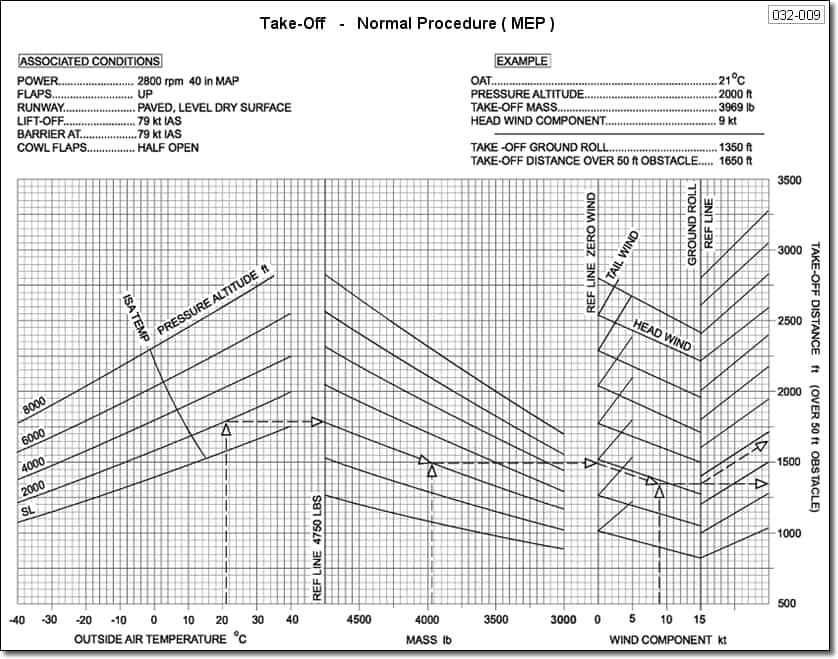 032-009
Take-Off - Normal Procedure ( MEP )
ASSOCIATED CONDITIONS
POWER........................ 2800 rpm 40 in MAP
FLAPS......................... UP
RUNWAY..................... PAVED, LEVEL DRY SURFACE
LIFT-OFF..................... 79 kt IAS
BARRIER AT................ 79 kt IAS
COWL FLAPS.............. HALF OPEN
EXAMPLE
OAT.............................................................. 21°C
PRESSURE ALTITUDE.................................. 2000 ft
TAKE-OFF MASS.......................................... 3969 lb
HEAD WIND COMPONENT............................ 9 kt
TAKE -OFF GROUND ROLL............................ 1350 ft
TAKE-OFF DISTANCE OVER 50 ft OBSTACLE..... 1650 ft
ISA TEMP
PRESSURE ALTITUDE ft
8000
6000
4000
2000
SL
REF LINE 4750 LBS
REF LINE ZERO WIND
TAIL WIND
HEAD WIND
GROUND ROLL
REF LINE
3500
3000
2500
2000
1500
1000
500
TAKE-OFF DISTANCE ft (OVER 50 ft OBSTACLE)
-40 -30 -20 -10 0 10 20 30 40
4500 4000 3500 3000
0 5 10 15
OUTSIDE AIR TEMPERATURE °C
MASS lb
WIND COMPONENT kt